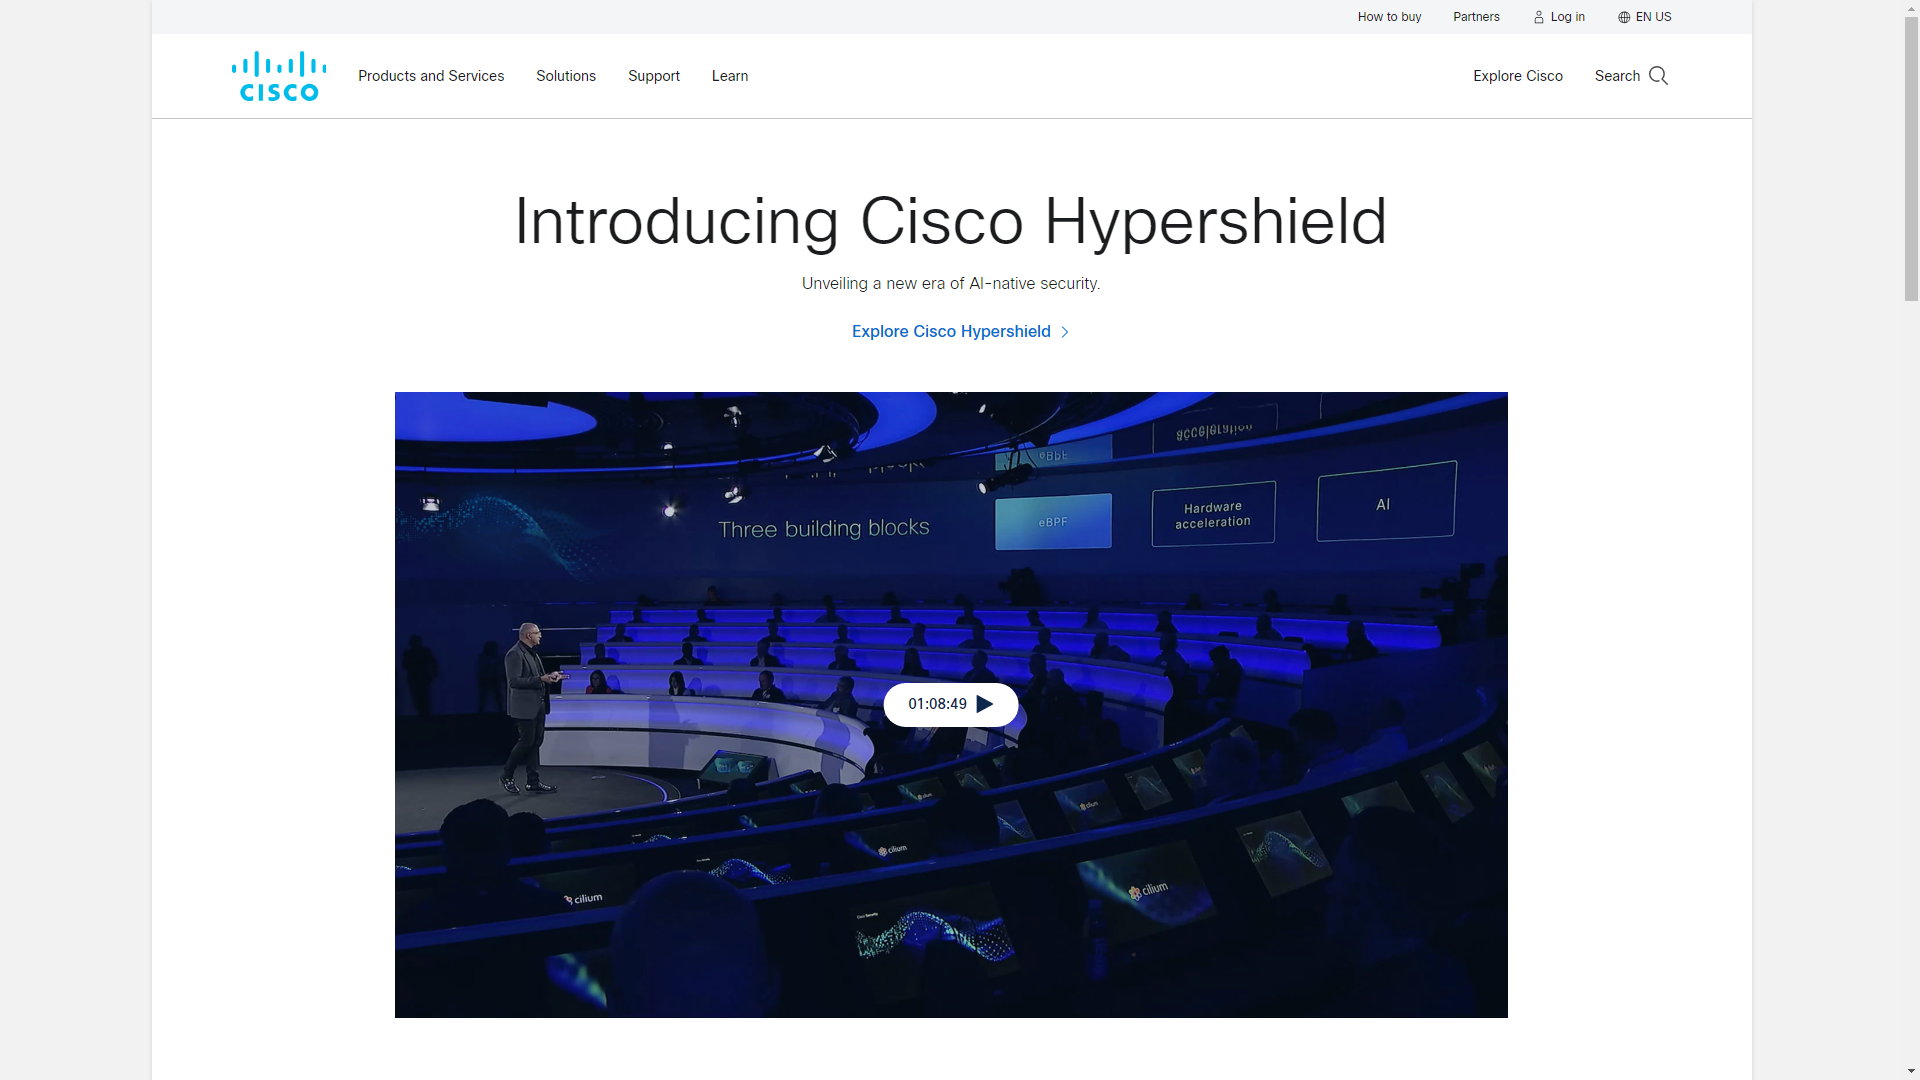 How to buy
Partners
Log in
EN US
CISCO
Products and Services
Solutions
Support
Learn
Explore Cisco
Search
Introducing Cisco Hypershield
Unveiling a new era of AI-native security.
Explore Cisco Hypershield
acceleration
eBPF
Three building blocks
eBPF
Hardware
acceleration
AI
01:08:49
cilium
cilium
cilium
cilium
cilium